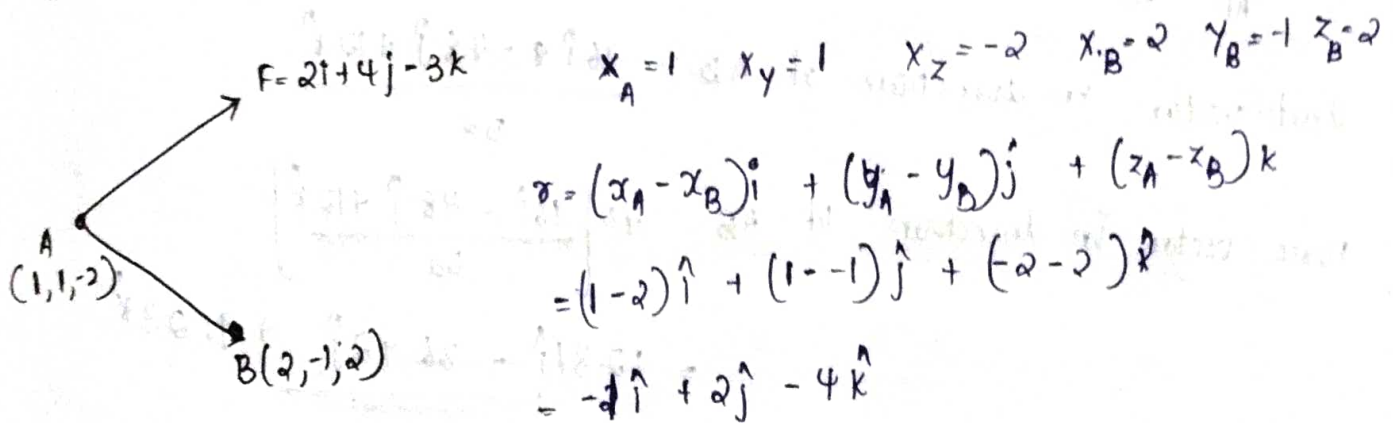 F= 2i+4j-3k
x_A = 1 x_y = 1 x_z = -2 x.B = 2 y_B = -1 z_B = 2
A
(1,1,-2)
B(2,-1,2)
r = (x_A - x_B)i + (y_A - y_B)ĵ + (z_A - z_B)k
= (1-2)î + (1--1)ĵ + (-2-2)k̂
= -1î + 2ĵ - 4k̂